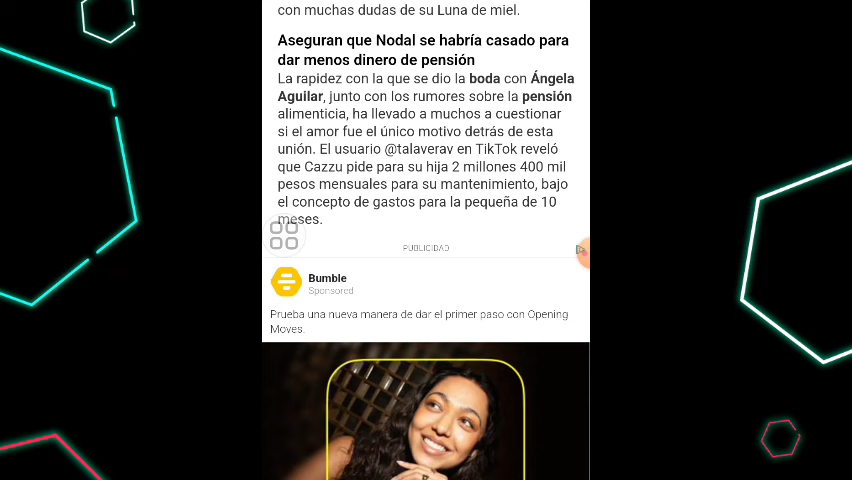 con muchas dudas de su Luna de miel.
Aseguran que Nodal se habría casado para
dar menos dinero de pensión
La rapidez con la que se dio la boda con Ángela
Aguilar, junto con los rumores sobre la pensión
alimenticia, ha llevado a muchos a cuestionar
si el amor fue el único motivo detrás de esta
unión. El usuario @talaverav en TikTok reveló
que Cazzu pide para su hija 2 millones 400 mil
pesos mensuales para su mantenimiento, bajo
el concepto de gastos para la pequeña de 10
meses.
PUBLICIDAD
Bumble
Sponsored
Prueba una nueva manera de dar el primer paso con Opening
Moves.